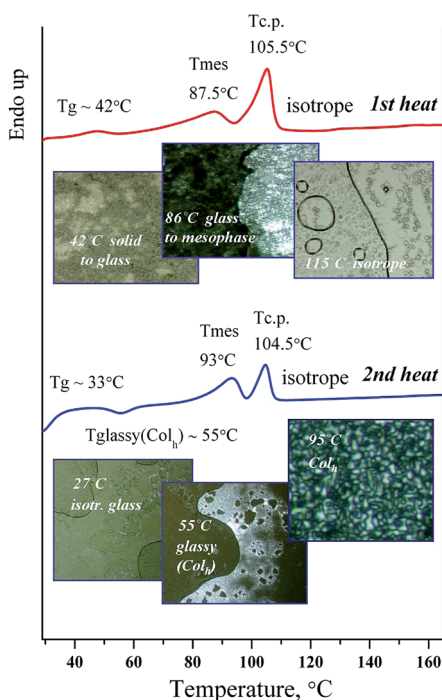 Endo up
Tc.p.
105.5°C
Tmes
87.5°C
Tg ~ 42°C
isotrope
1st heat
42°C solid
to glass
86°C glass
to mesophase
115 C isotrope
Tc.p.
104.5°C
Tmes
93°C
Tg ~ 33°C
isotrope
2nd heat
Tglassy(Colh) ~ 55°C
27°C
isotr. glass
55°C
glassy
(Colh)
95°C
Colh
40 60 80 100 120 140 160
Temperature, °C